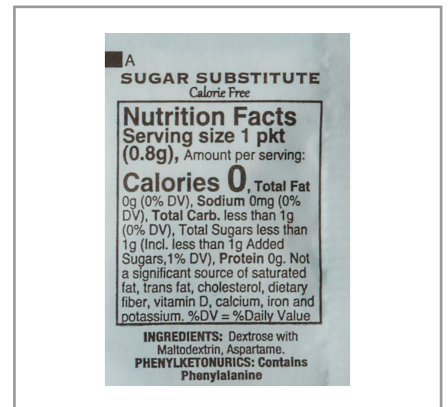 A
SUGAR SUBSTITUTE
Calorie Free
Nutrition Facts
Serving size 1 pkt
(0.8g), Amount per serving:
Calories 0, Total Fat
0g (0% DV), Sodium 0mg (0%
DV), Total Carb. less than 1g
(0% DV), Total Sugars less than
1g (Incl. less than 1g Added
Sugars,1% DV), Protein 0g. Not
a significant source of saturated
fat, trans fat, cholesterol, dietary
fiber, vitamin D, calcium, iron and
potassium. %DV = %Daily Value
INGREDIENTS: Dextrose with
Maltodextrin, Aspartame.
PHENYLKETONURICS: Contains
Phenylalanine